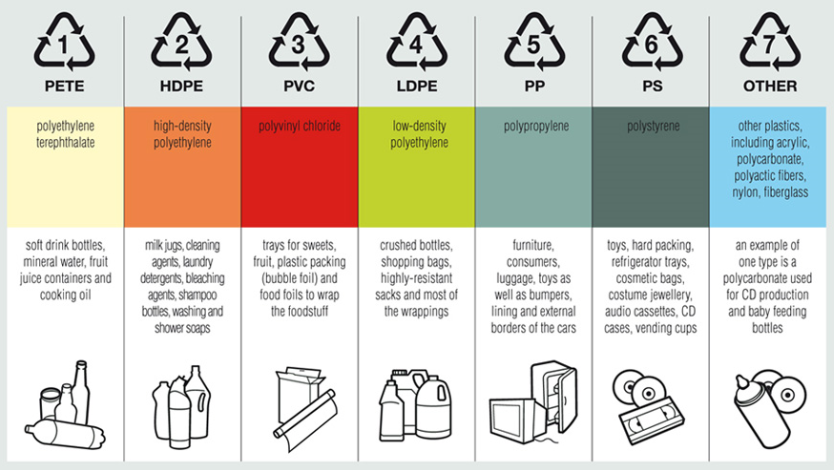 1
PETE
polyethylene
terephthalate
soft drink bottles,
mineral water, fruit
juice containers and
cooking oil
2
HDPE
high-density
polyethylene
milk jugs, cleaning
agents, laundry
detergents, bleaching
agents, shampoo
bottles, washing and
shower soaps
3
PVC
polyvinyl chloride
trays for sweets,
fruit, plastic packing
(bubble foil) and
food foils to wrap
the foodstuff
4
LDPE
low-density
polyethylene
crushed bottles,
shopping bags,
highly-resistant
sacks and most of
the wrappings
5
PP
polypropylene
furniture,
consumers,
luggage, toys as
well as bumpers,
lining and external
borders of the cars
6
PS
polystyrene
toys, hard packing,
refrigerator trays,
cosmetic bags,
costume jewellery,
audio cassettes, CD
cases, vending cups
7
OTHER
other plastics,
including acrylic,
polycarbonate,
polyactic fibers,
nylon, fiberglass
an example of
one type is a
polycarbonate used
for CD production
and baby feeding
bottles